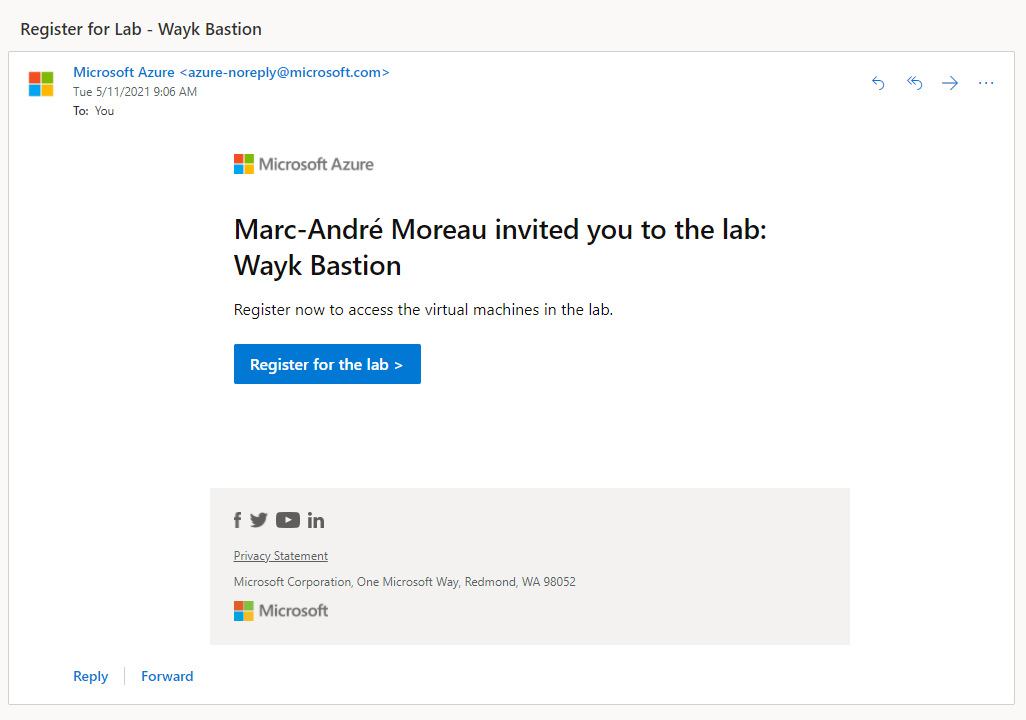 Register for Lab - Wayk Bastion
Microsoft Azure <azure-noreply@microsoft.com>
Tue 5/11/2021 9:06 AM
To: You
Microsoft Azure
Marc-André Moreau invited you to the lab:
Wayk Bastion
Register now to access the virtual machines in the lab.
Register for the lab >
Privacy Statement
Microsoft Corporation, One Microsoft Way, Redmond, WA 98052
Microsoft
Reply
Forward